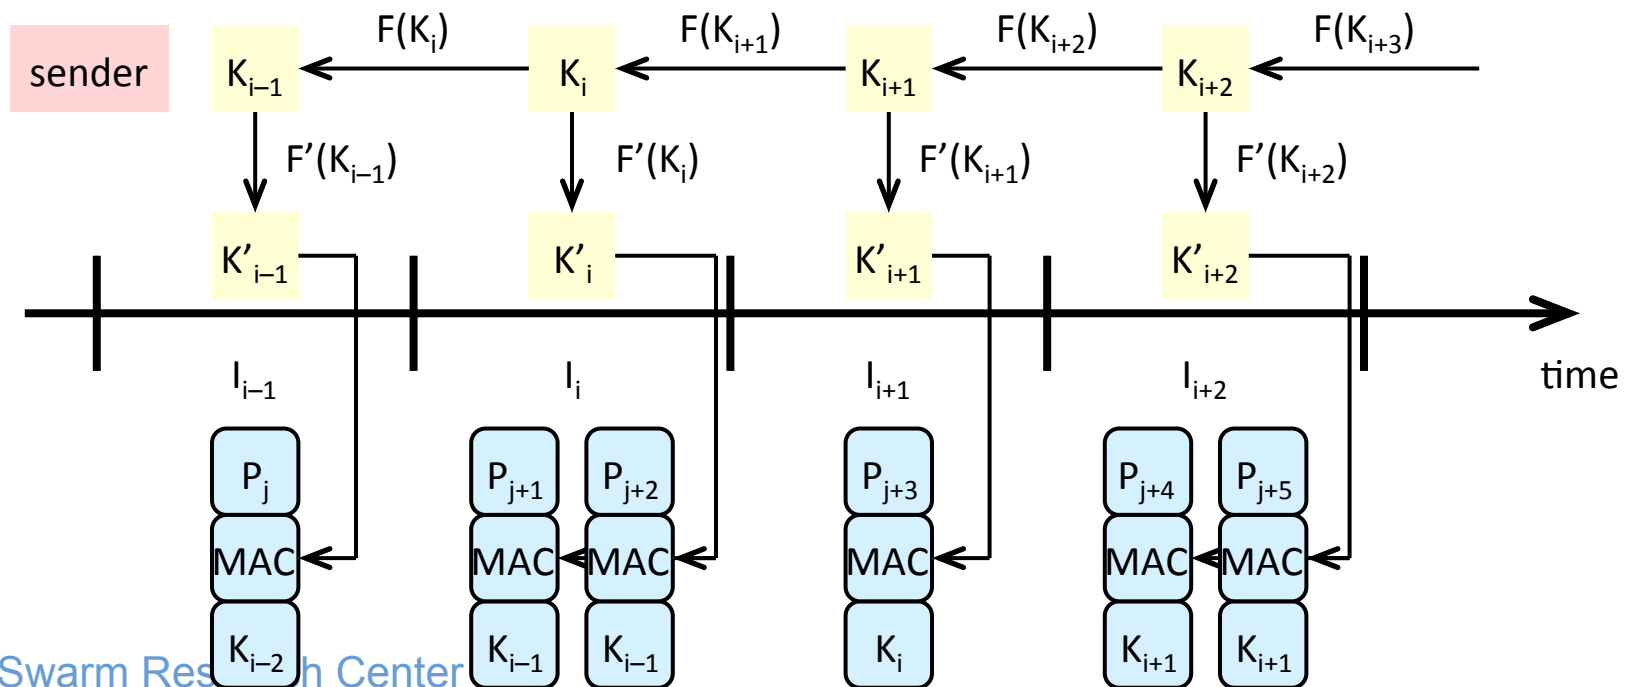 F(Kᵢ) F(Kᵢ₊₁) F(Kᵢ₊₂) F(Kᵢ₊₃)
sender Kᵢ₋₁ Kᵢ Kᵢ₊₁ Kᵢ₊₂
F’(Kᵢ₋₁) F’(Kᵢ) F’(Kᵢ₊₁) F’(Kᵢ₊₂)
K’ᵢ₋₁ K’ᵢ K’ᵢ₊₁ K’ᵢ₊₂
Iᵢ₋₁ Iᵢ Iᵢ₊₁ Iᵢ₊₂ time
Pⱼ Pⱼ₊₁ Pⱼ₊₂ Pⱼ₊₃ Pⱼ₊₄ Pⱼ₊₅
MAC MAC MAC MAC MAC MAC
Kᵢ₋₂ Kᵢ₋₁ Kᵢ₋₁ Kᵢ Kᵢ₊₁ Kᵢ₊₁
Swarm Center